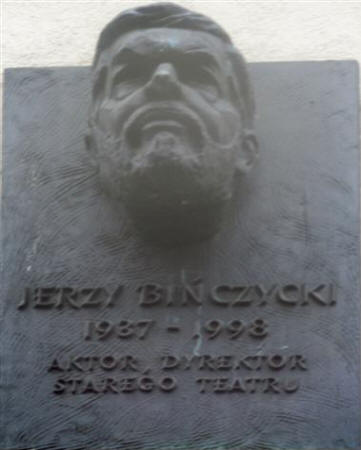 JERZY BIŃCZYCKI
1937 - 1998
AKTOR, DYREKTOR
STAREGO TEATRU